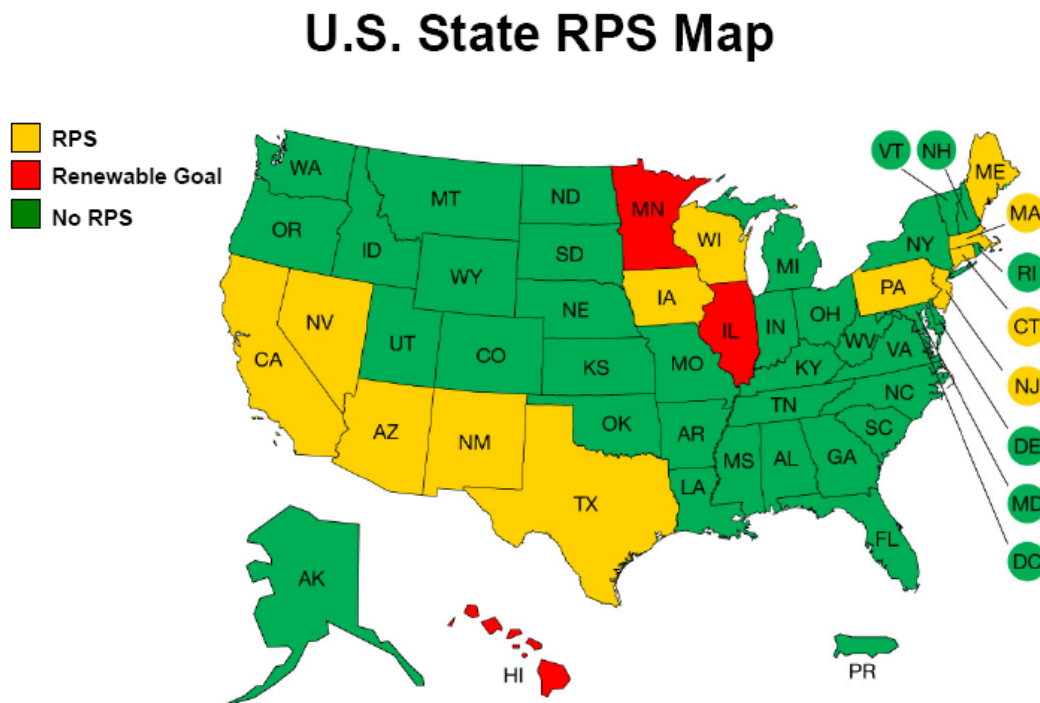 U.S. State RPS Map
RPS
Renewable Goal
No RPS
VT
NH
ME
WA
MT
ND
MN
MA
OR
ID
WI
NY
SD
MI
RI
WY
PA
IA
NE
NV
OH
IN
IL
CT
UT
CO
WV
VA
CA
KS
MO
KY
NJ
NC
TN
OK
AZ
NM
AR
SC
DE
MS
AL
GA
LA
TX
MD
FL
DC
AK
HI
PR